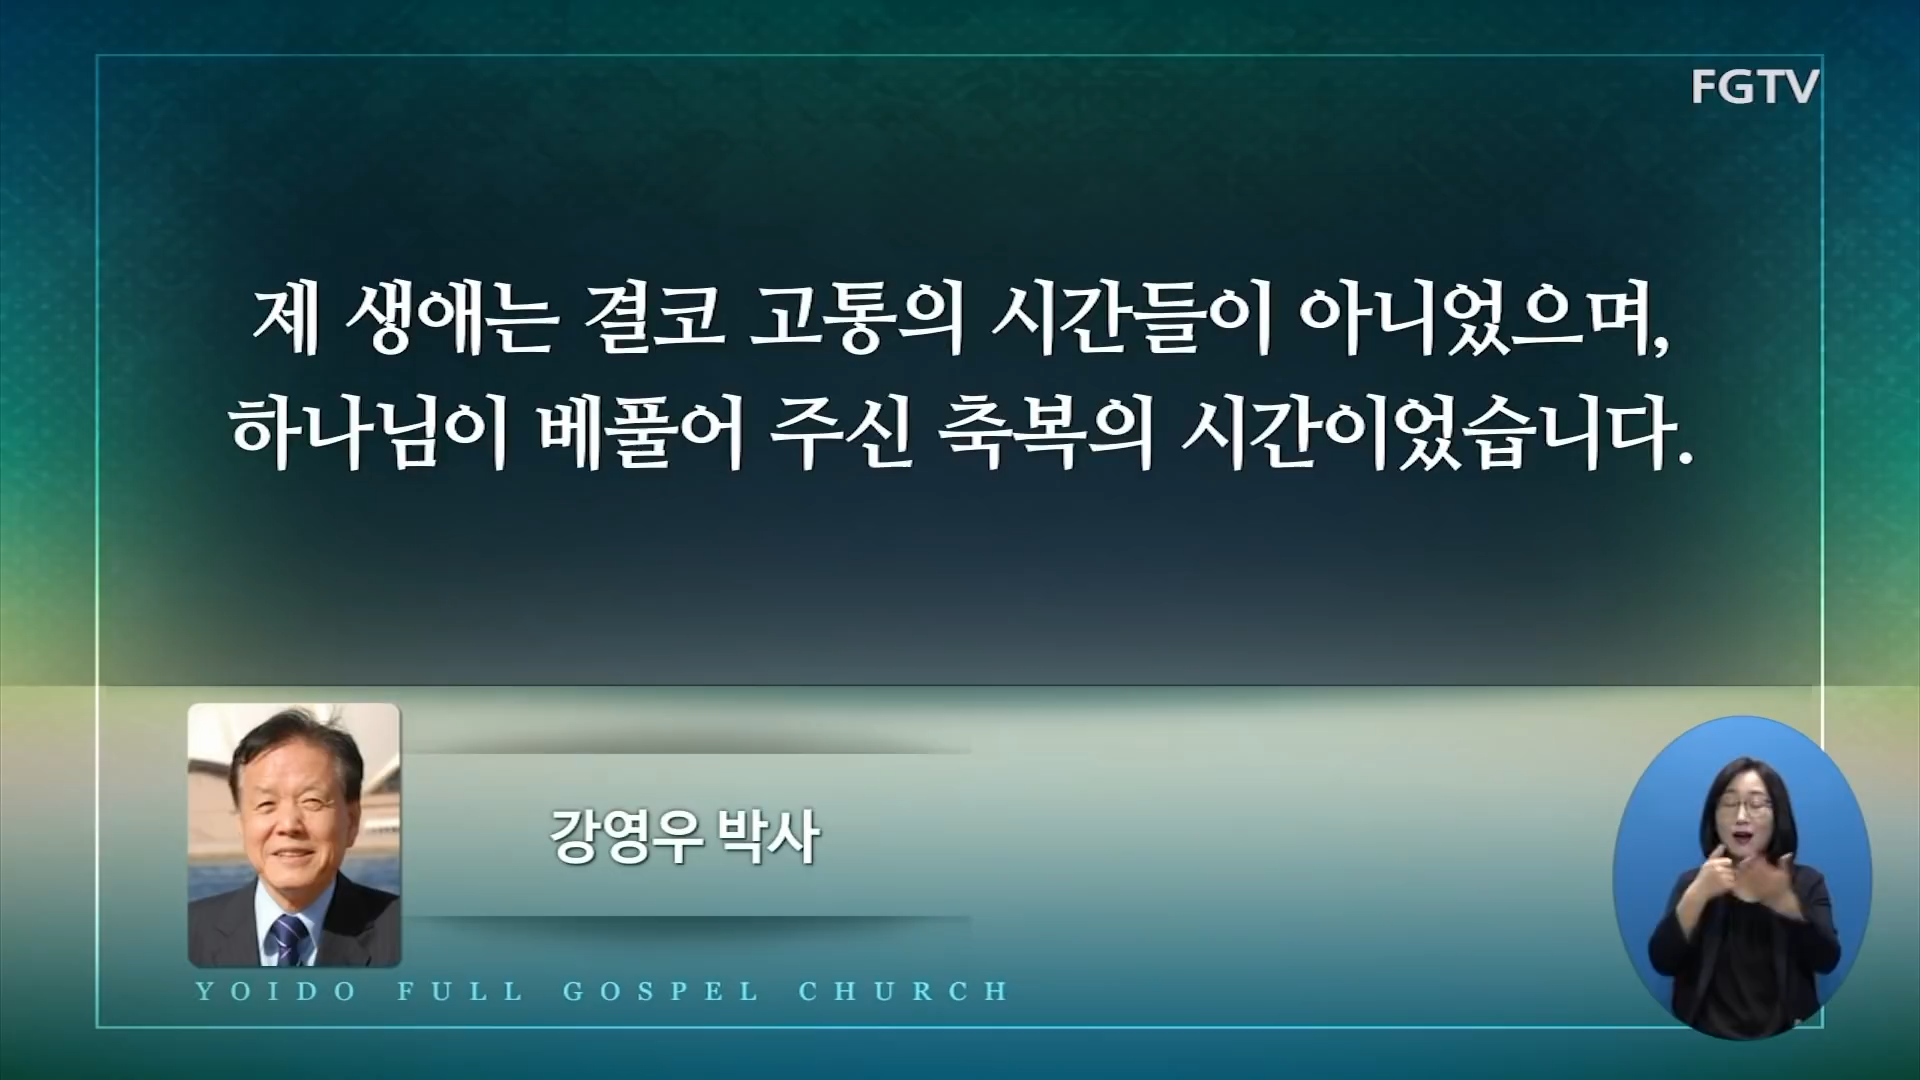 FGTV
제 생애는 결코 고통의 시간들이 아니었으며,
하나님이 베풀어 주신 축복의 시간이었습니다.
강영우 박사
YOIDO FULL GOSPEL CHURCH